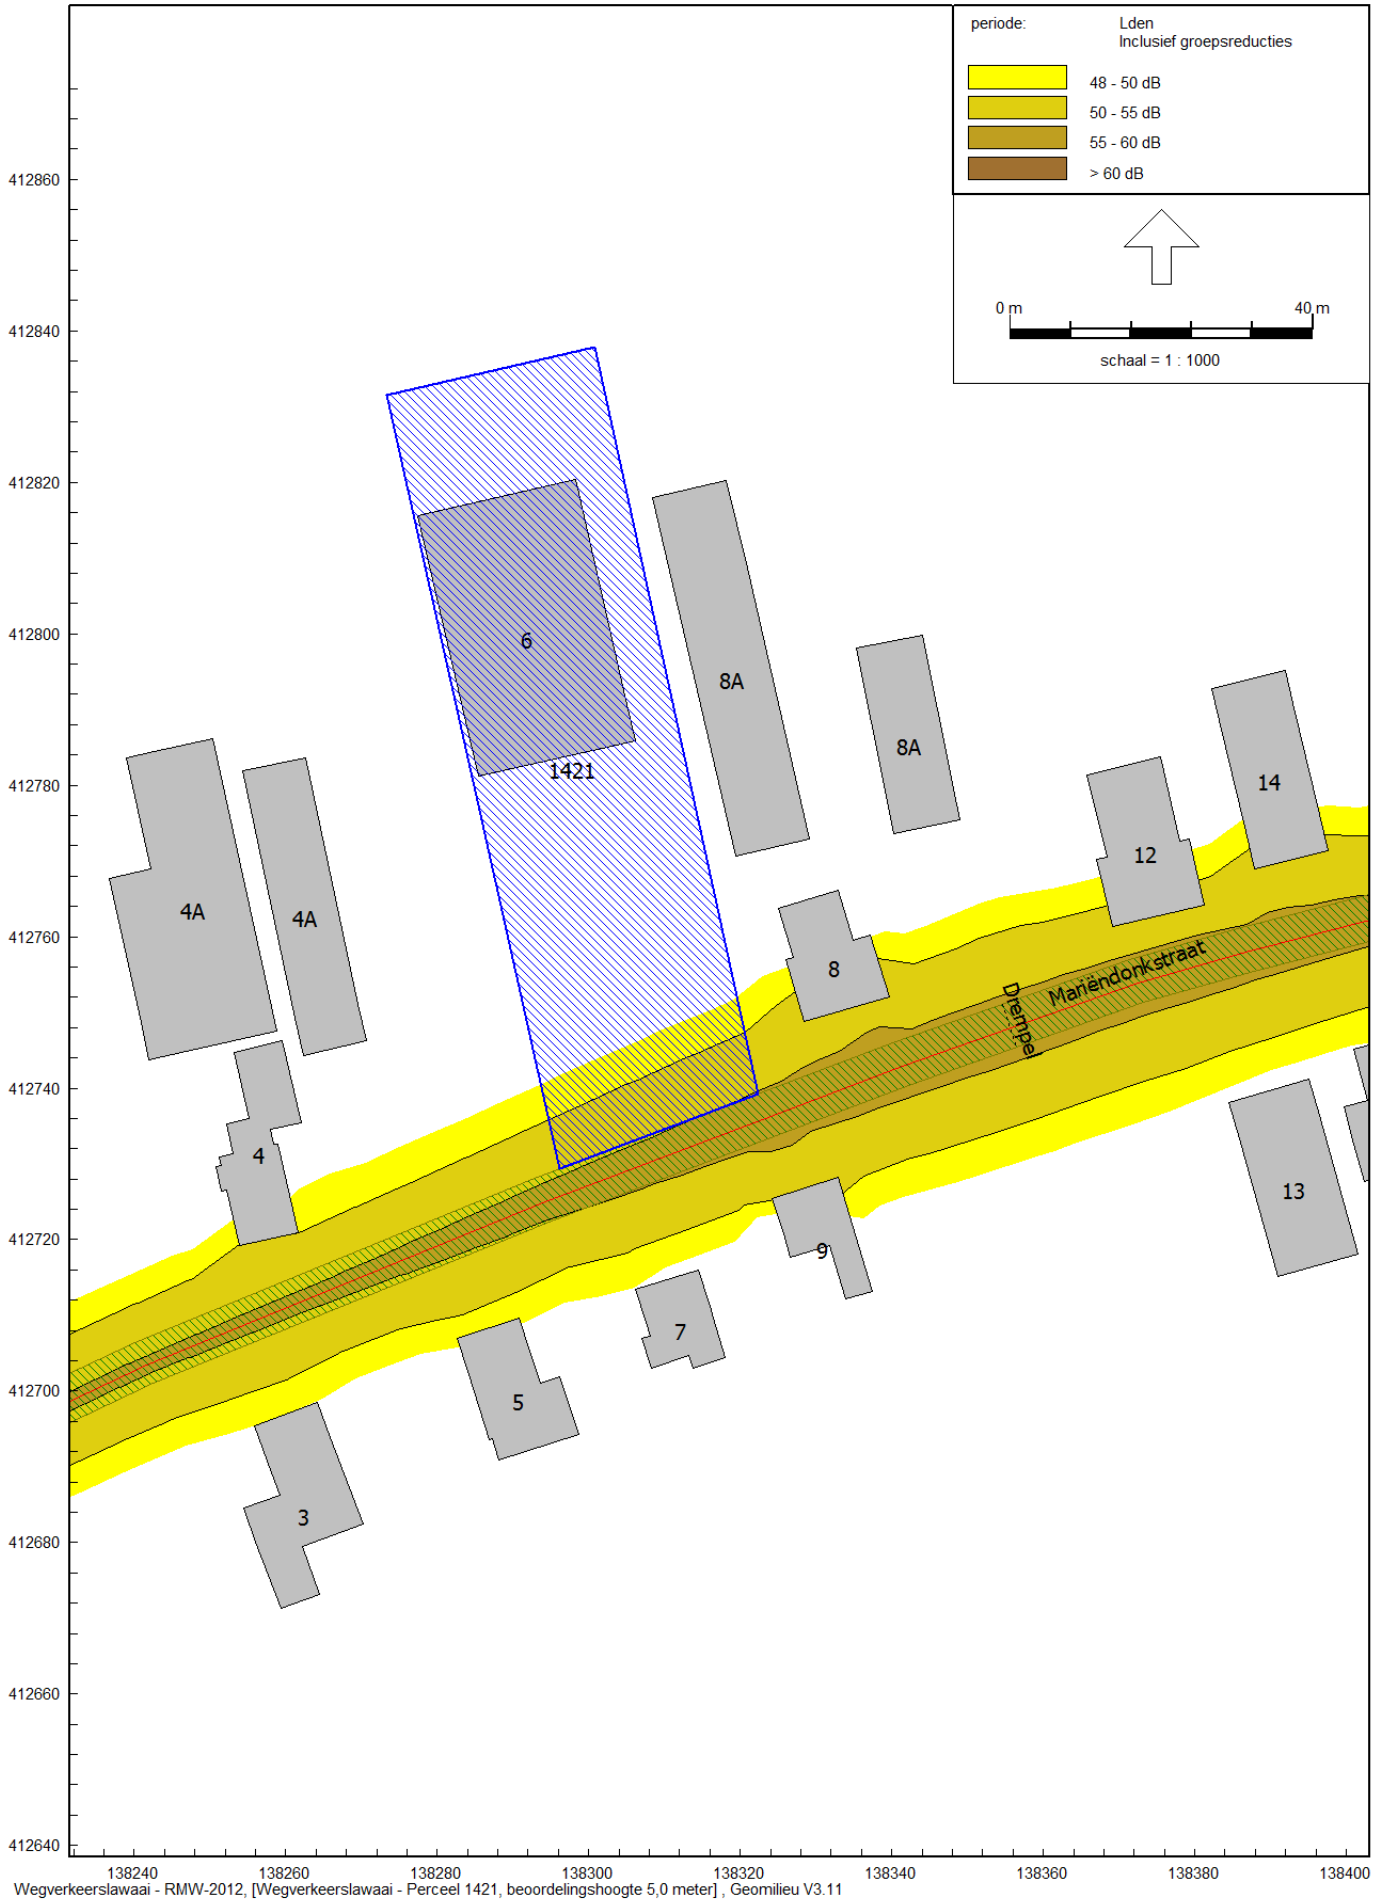 periode: Lden
Inclusief groepsreducties
48 - 50 dB
50 - 55 dB
55 - 60 dB
> 60 dB
0 m 40 m
schaal = 1 : 1000
412860
412840
412820
412800
412780
412760
412740
412720
412700
412680
412660
412640
6
8A
1421
8A
14
12
4A
4A
8
Mariëndonkstraat
Drempel
4
13
9
7
5
3
138240 138260 138280 138300 138320 138340 138360 138380 138400
Wegverkeerslawaai - RMW-2012, [Wegverkeerslawaai - Perceel 1421, beoordelingshoogte 5,0 meter] , Geomilieu V3.11